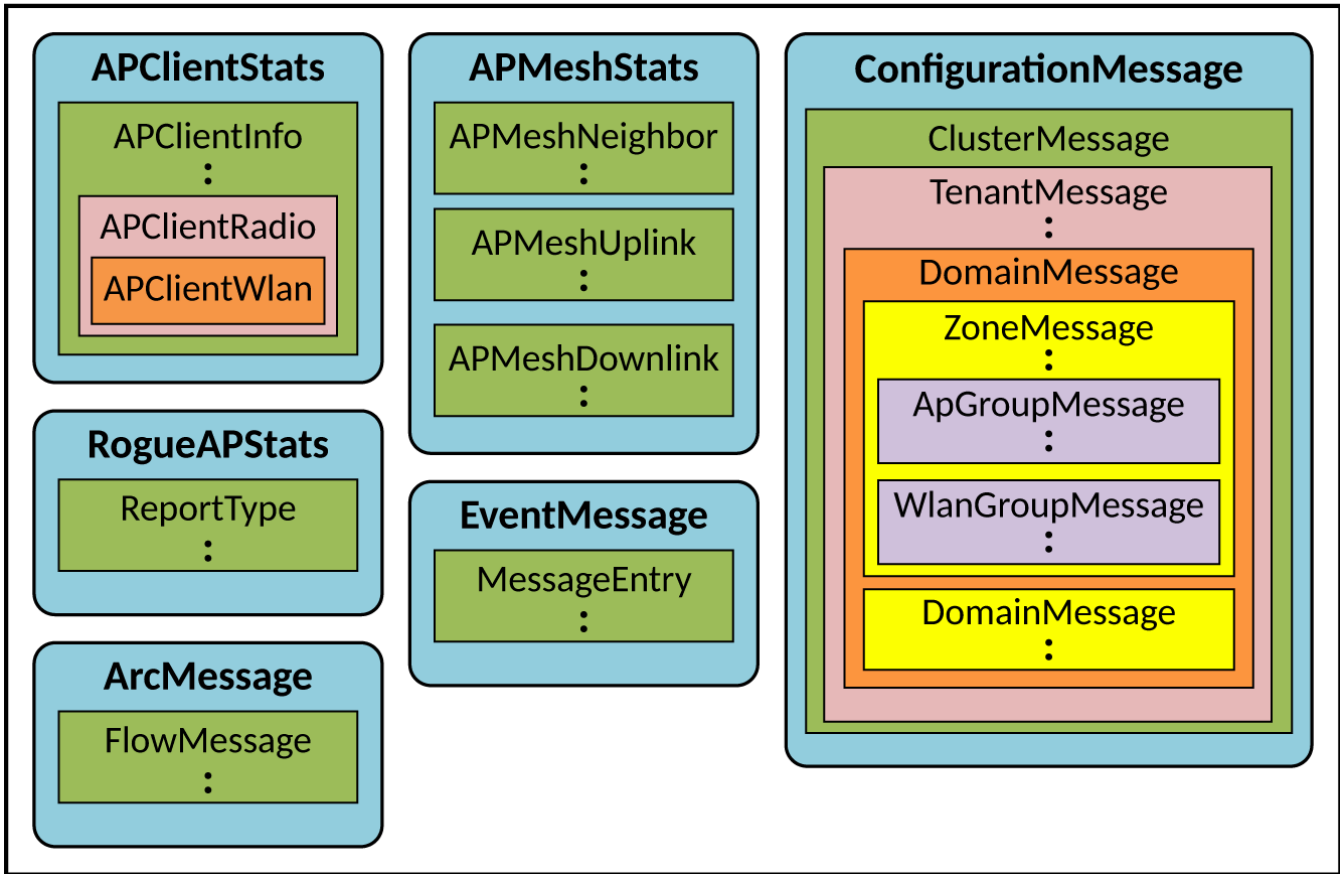 APClientStats
APClientInfo
:
APClientRadio
APClientWlan
RogueAPStats
ReportType
:
ArcMessage
FlowMessage
:
APMeshStats
APMeshNeighbor
:
APMeshUplink
:
APMeshDownlink
:
EventMessage
MessageEntry
:
ConfigurationMessage
ClusterMessage
TenantMessage
:
DomainMessage
ZoneMessage
:
ApGroupMessage
:
WlanGroupMessage
:
DomainMessage
: